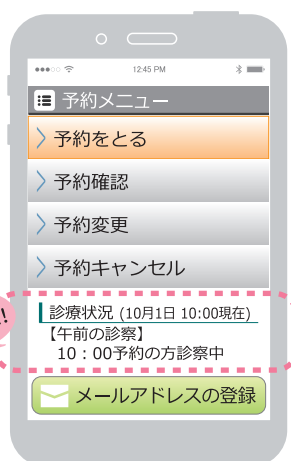 12:45 PM
予約メニュー
予約をとる
予約確認
予約変更
予約キャンセル
診療状況 (10月1日 10:00現在)
【午前の診察】
10：00予約の方診察中
メールアドレスの登録
!!